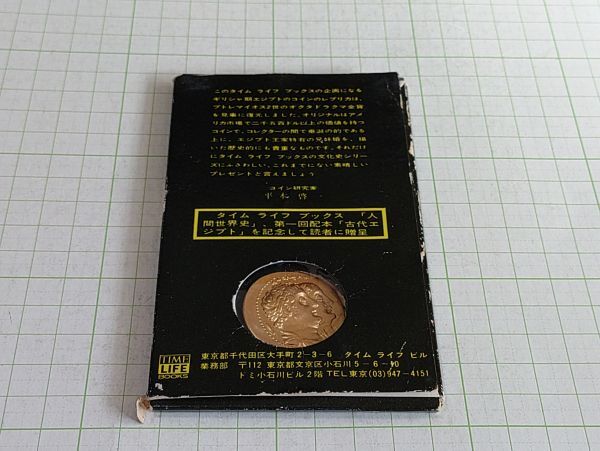 このタイム ライフ ブックスの企画になる
ギリシャ期エジプトのコインのレプリカは、
プトレマイオス2世のオクタドラクマ金貨
を見事に復元しました。オリジナルはアメ
リカ市場で二千五百ドル以上の価値を持つ
コインで、コレクターの間で垂涎の的である
上に、エジプト王家特有の兄妹婚を、描
いた歴史的にも貴重なものです。それだけ
にタイム ライフ ブックスの文化史シリー
ズにふさわしい、これまでにない素晴しい
プレゼントと言えましょう
コイン研究家
平木 啓一
タイム ライフ ブックス 「人
間世界史」、第一回配本「古代エ
ジプト」を記念して読者に贈呈
TIME
LIFE
BOOKS
東京都千代田区大手町2-3-6 タイム ライフ ビル
業務部 〒112 東京都文京区小石川5-6-10
トミ小石川ビル2階 TEL東京(03)947-4151